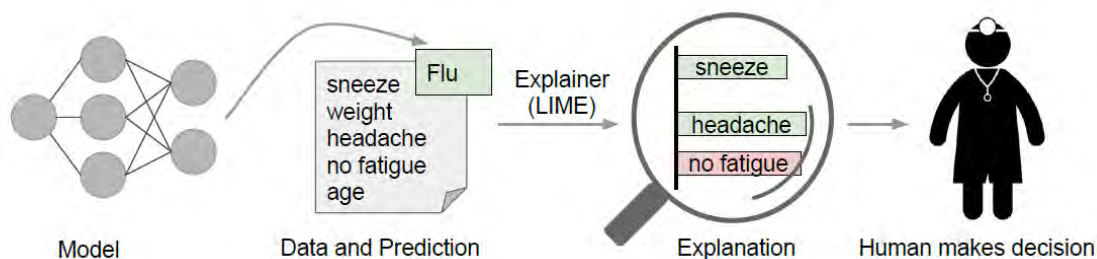 Flu
sneeze
weight
headache
no fatigue
age
Explainer
(LIME)
sneeze
headache
no fatigue
Model
Data and Prediction
Explanation
Human makes decision